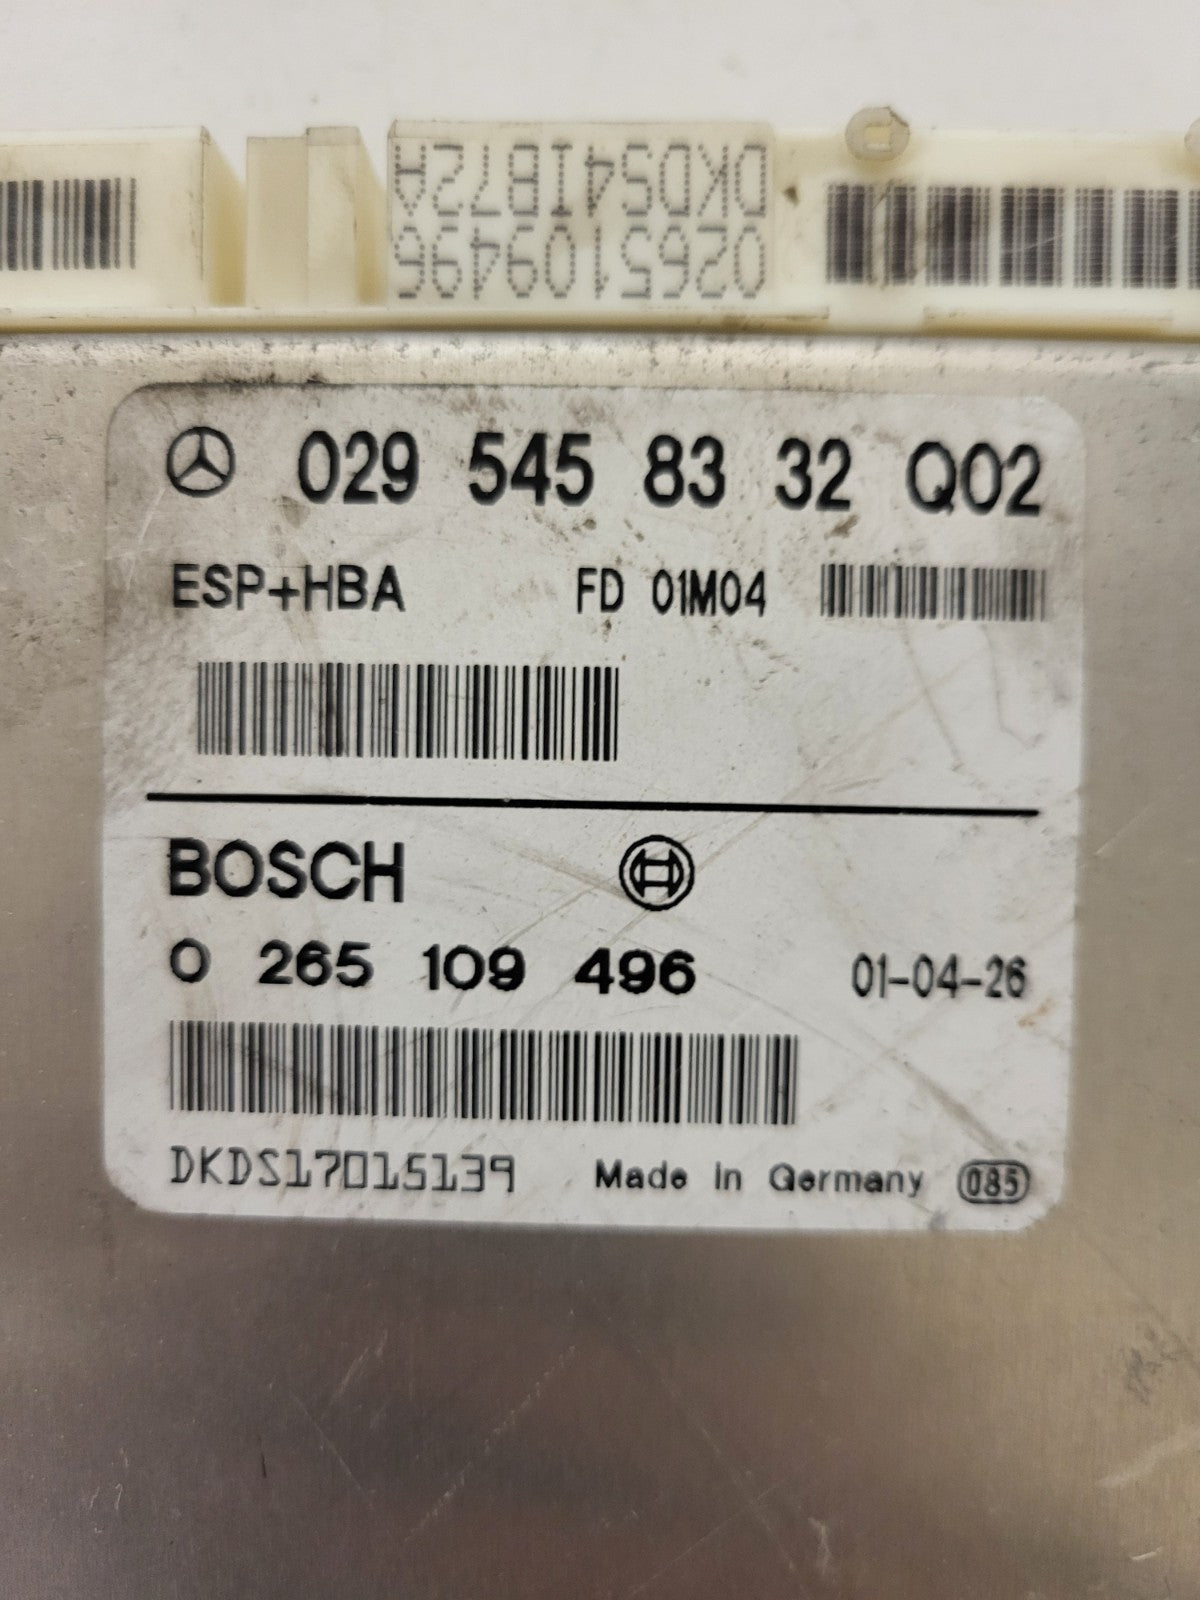 DKDS4IB72A
0265109496
029 545 83 32 Q02
ESP+HBA FD 01M04
BOSCH
0 265 109 496 01-04-26
DKDS17015139 Made in Germany 085